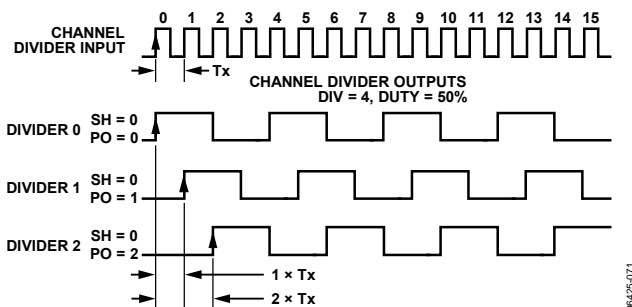 CHANNEL
DIVIDER INPUT
0 1 2 3 4 5 6 7 8 9 10 11 12 13 14 15
Tx
CHANNEL DIVIDER OUTPUTS
DIV = 4, DUTY = 50%
DIVIDER 0
SH = 0
PO = 0
DIVIDER 1
SH = 0
PO = 1
DIVIDER 2
SH = 0
PO = 2
1 × Tx
2 × Tx
06425-071